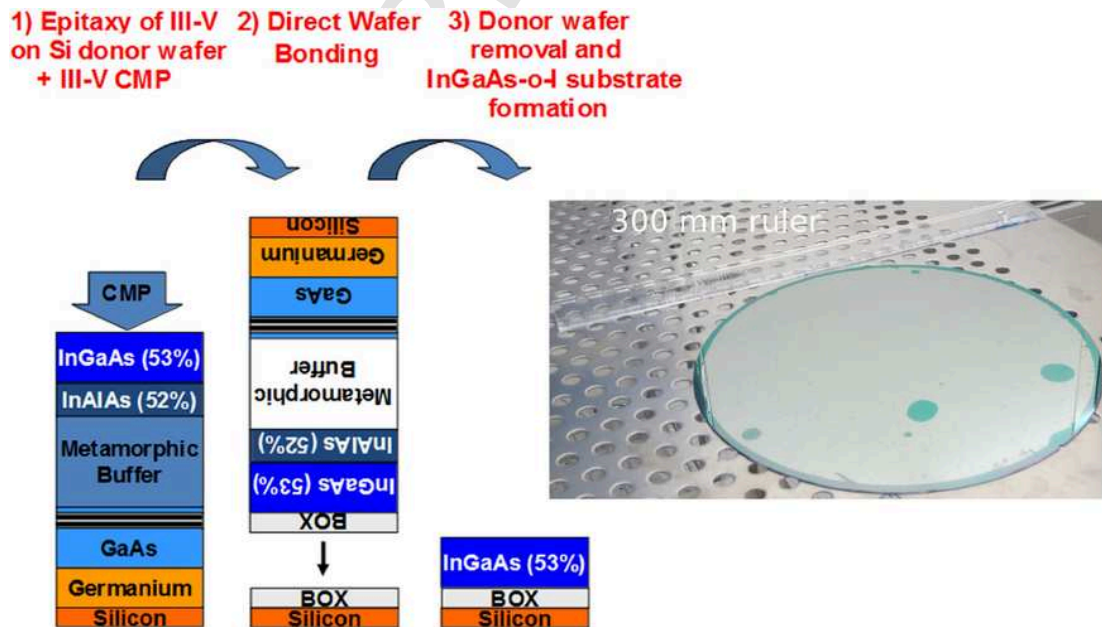 1) Epitaxy of III-V
on Si donor wafer
+ III-V CMP
2) Direct Wafer
Bonding
3) Donor wafer
removal and
InGaAs-o-I substrate
formation
CMP
InGaAs (53%)
InAlAs (52%)
Metamorphic
Buffer
GaAs
Germanium
Silicon
Silicon
Germanium
GaAs
Metamorphic
Buffer
InAlAs (52%)
InGaAs (53%)
BOX
BOX
Silicon
InGaAs (53%)
BOX
Silicon
300 mm ruler